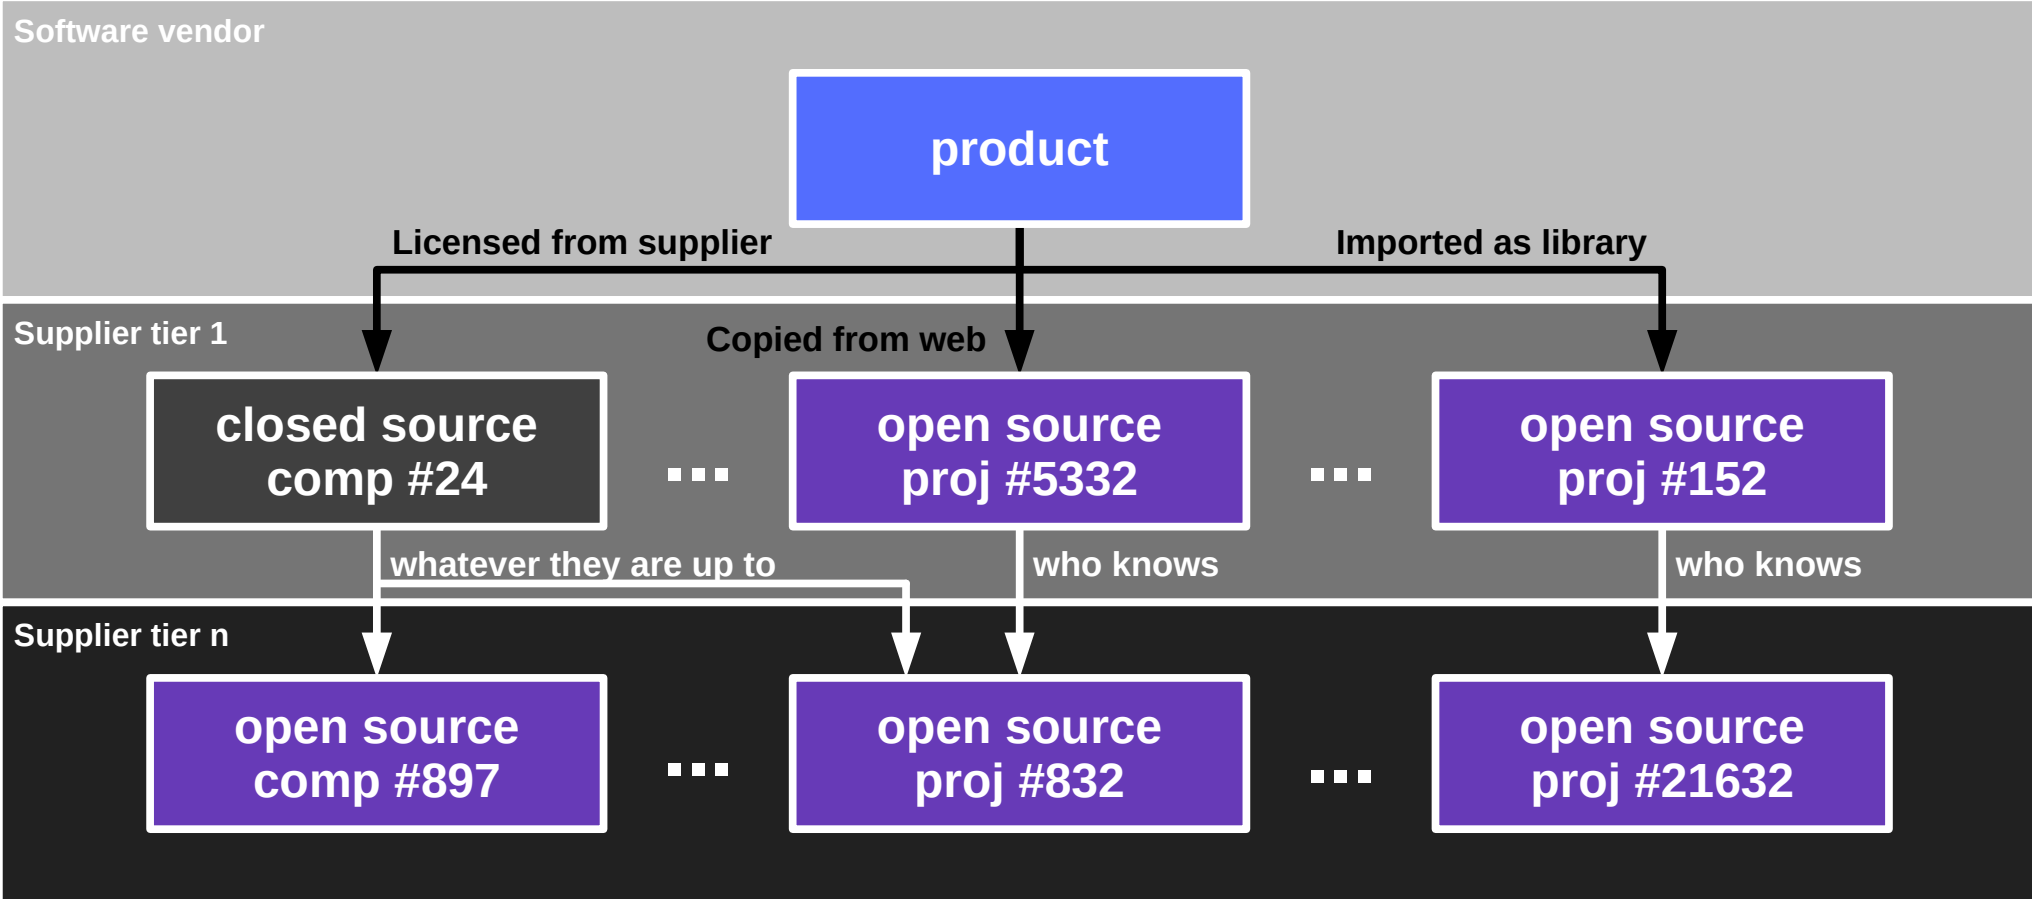 Software vendor
product
Licensed from supplier
Imported as library
Supplier tier 1
Copied from web
closed source
comp #24
...
open source
proj #5332
...
open source
proj #152
whatever they are up to
who knows
who knows
Supplier tier n
open source
comp #897
...
open source
proj #832
...
open source
proj #21632